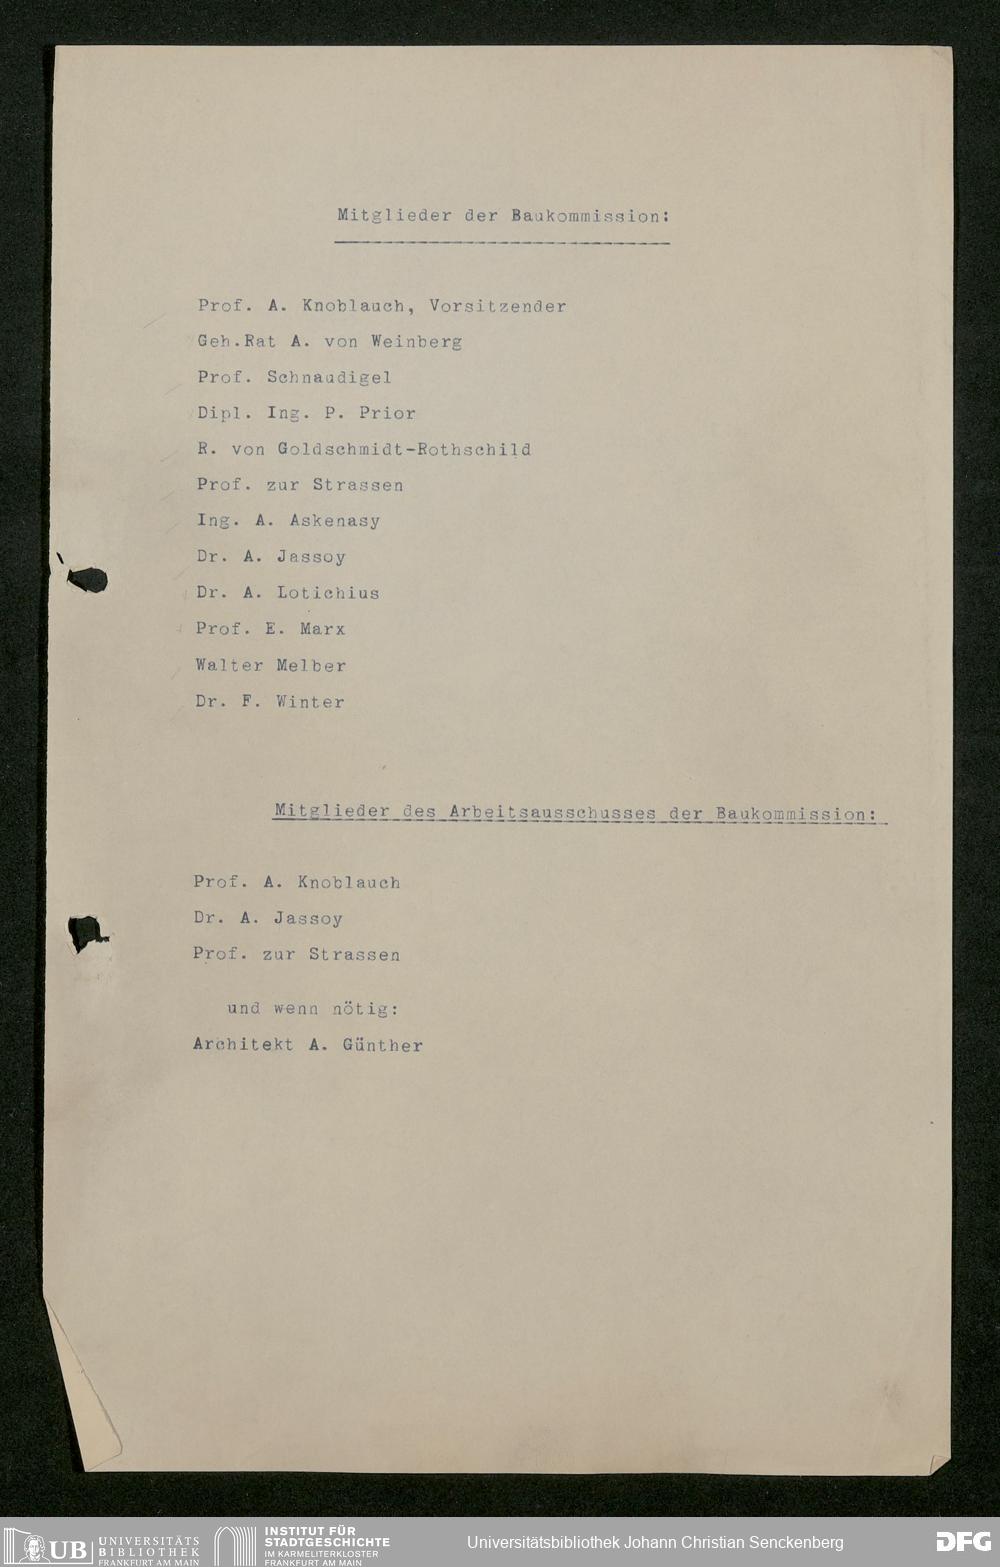 Mitglieder der Baukommission:
Prof. A. Knoblauch, Vorsitzender
Geh.Rat A. von Weinberg
Prof. Schnaudigel
Dipl. Ing. P. Prior
R. von Goldschmidt-Rothschild
Prof. zur Strassen
Ing. A. Askenasy
Dr. A. Jassoy
Dr. A. Lotichius
Prof. E. Marx
Walter Melber
Dr. F. Winter
Mitglieder des Arbeitsausschusses der Baukommission:
Prof. A. Knoblauch
Dr. A. Jassoy
Prof. zur Strassen
und wenn nötig:
Architekt A. Günther
UB UNIVERSITÄTS
BIBLIOTHEK
FRANKFURT AM MAIN
INSTITUT FÜR
STADTGESCHICHTE
IM KARMELITERKLOSTER
FRANKFURT AM MAIN
Universitätsbibliothek Johann Christian Senckenberg
DFG